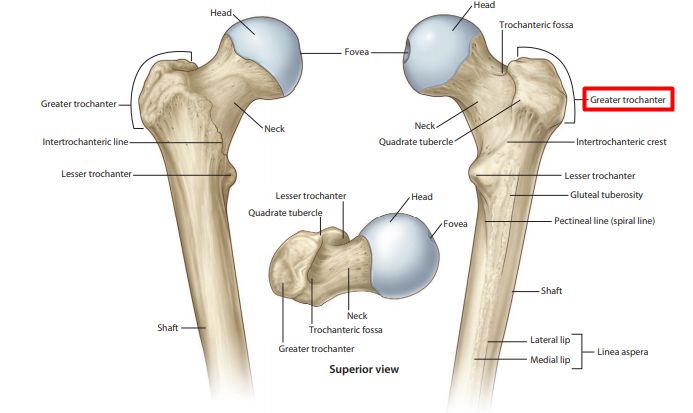 Head
Fovea
Greater trochanter
Neck
Intertrochanteric line
Lesser trochanter
Shaft
Head
Trochanteric fossa
Greater trochanter
Neck
Quadrate tubercle
Intertrochanteric crest
Lesser trochanter
Gluteal tuberosity
Pectineal line (spiral line)
Shaft
Lateral lip
Medial lip
Linea aspera
Lesser trochanter
Quadrate tubercle
Head
Fovea
Neck
Trochanteric fossa
Greater trochanter
Superior view